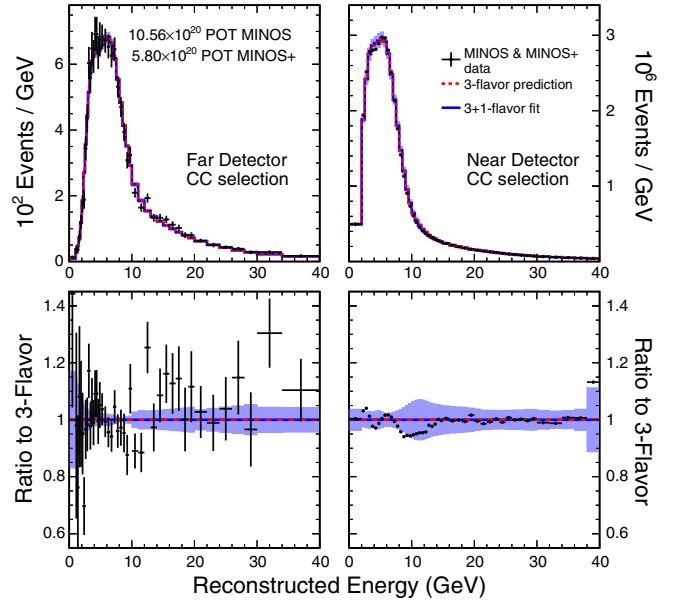 10.56×10²⁰ POT MINOS
5.80×10²⁰ POT MINOS+
Far Detector
CC selection
10² Events / GeV
0
2
4
6
0 10 20 30 40
MINOS & MINOS+
data
3-flavor prediction
3+1-flavor fit
Near Detector
CC selection
10⁶ Events / GeV
1
2
3
0 10 20 30 40
Ratio to 3-Flavor
1.4
1.2
1
0.8
0.6
0 10 20 30 40
Ratio to 3-Flavor
1.4
1.2
1
0.8
0.6
0 10 20 30 40
Reconstructed Energy (GeV)